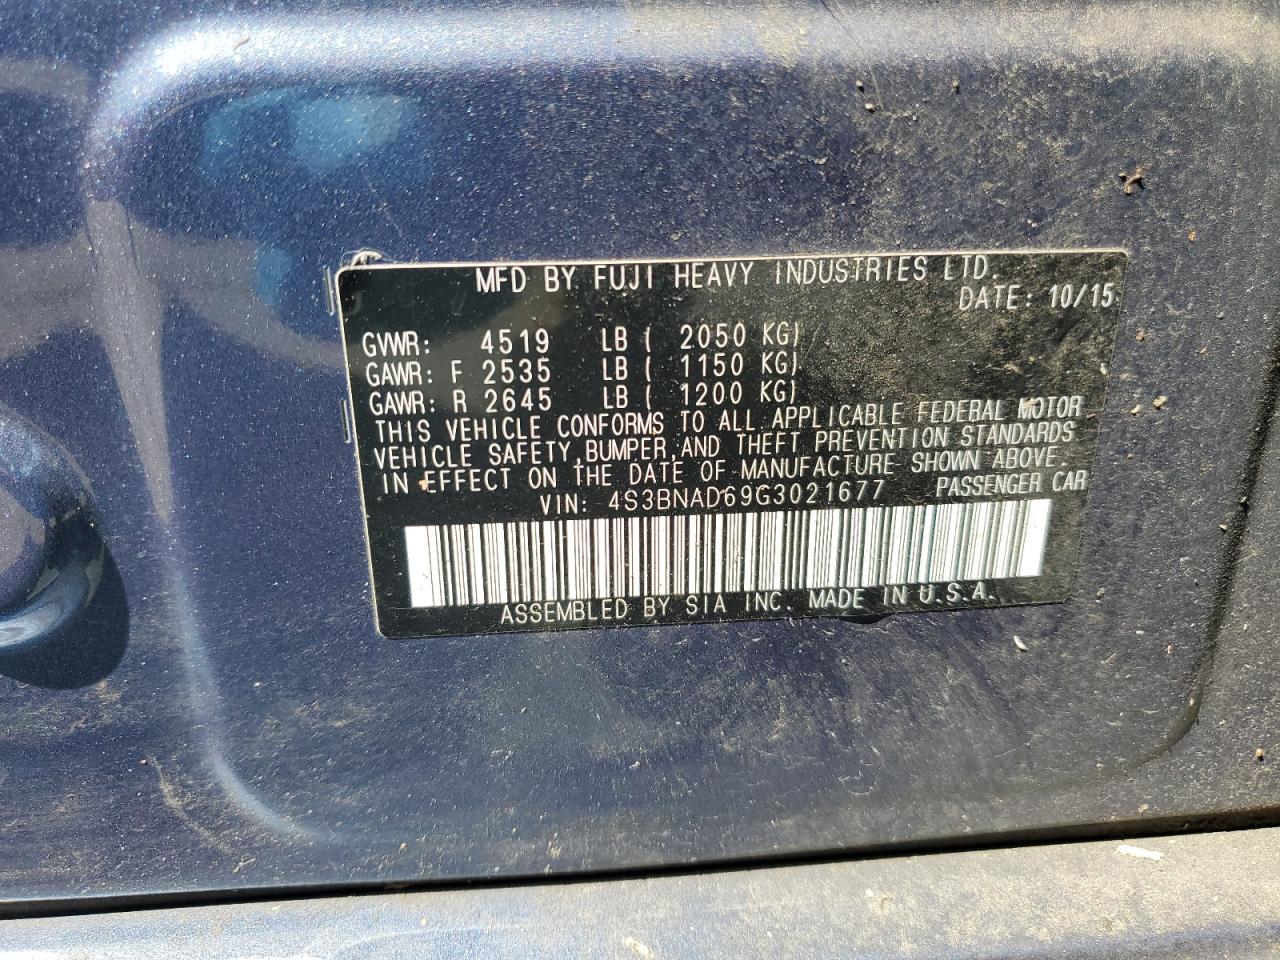 MFD BY FUJI HEAVY INDUSTRIES LTD.
DATE: 10/15
GVWR: 4519 LB ( 2050 KG)
GAWR: F 2535 LB ( 1150 KG)
GAWR: R 2645 LB ( 1200 KG)
THIS VEHICLE CONFORMS TO ALL APPLICABLE FEDERAL MOTOR
VEHICLE SAFETY,BUMPER,AND THEFT PREVENTION STANDARDS
IN EFFECT ON THE DATE OF MANUFACTURE SHOWN ABOVE.
VIN: 4S3BNAD69G3021677 PASSENGER CAR
ASSEMBLED BY SIA INC. MADE IN U.S.A.